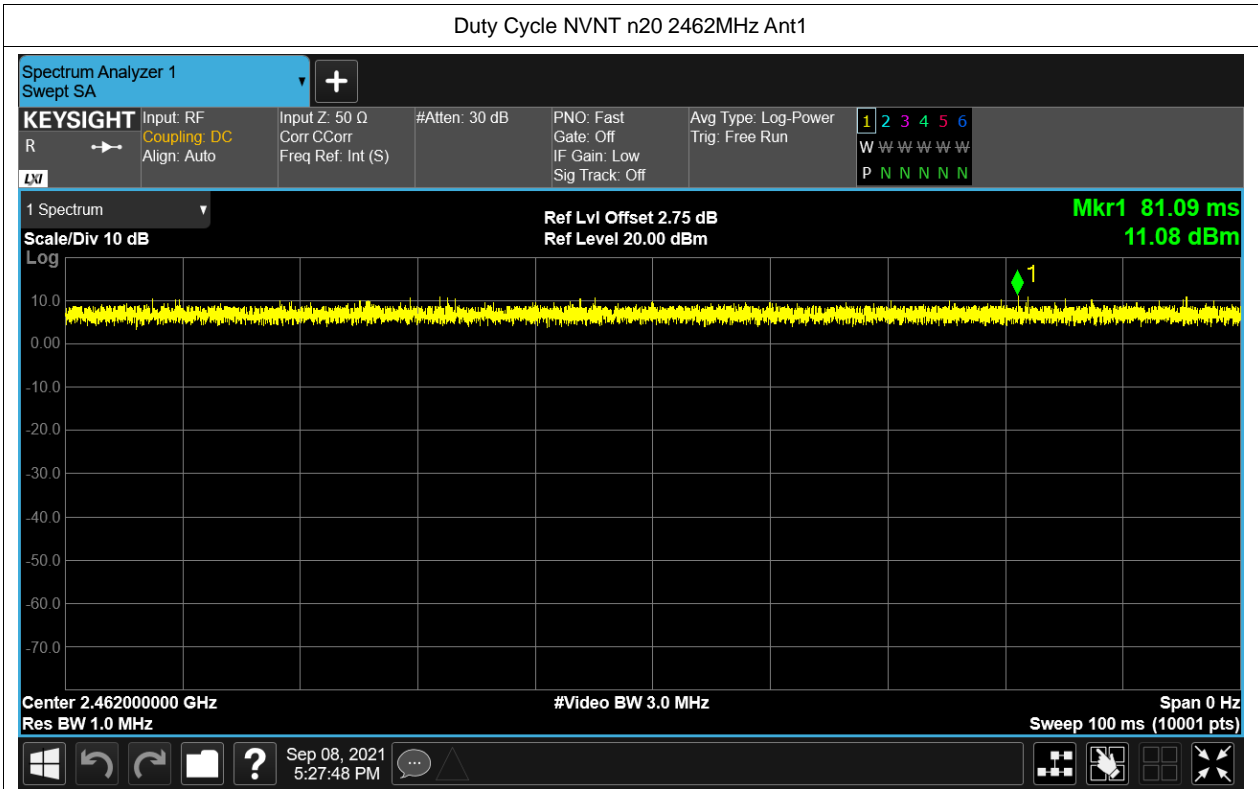 Duty Cycle NVNT n20 2462MHz Ant1
Spectrum Analyzer 1
Swept SA
KEYSIGHT
R
LXI
Input: RF
Coupling: DC
Align: Auto
Input Z: 50 Ω
Corr CCorr
Freq Ref: Int (S)
#Atten: 30 dB
PNO: Fast
Gate: Off
IF Gain: Low
Sig Track: Off
Avg Type: Log-Power
Trig: Free Run
1 2 3 4 5 6
W W W W W W
P N N N N N
1 Spectrum
Scale/Div 10 dB
Ref Lvl Offset 2.75 dB
Ref Level 20.00 dBm
Mkr1 81.09 ms
11.08 dBm
Log
1
10.0
0.00
-10.0
-20.0
-30.0
-40.0
-50.0
-60.0
-70.0
Center 2.462000000 GHz
#Video BW 3.0 MHz
Span 0 Hz
Res BW 1.0 MHz
Sweep 100 ms (10001 pts)
?
Sep 08, 2021
5:27:48 PM